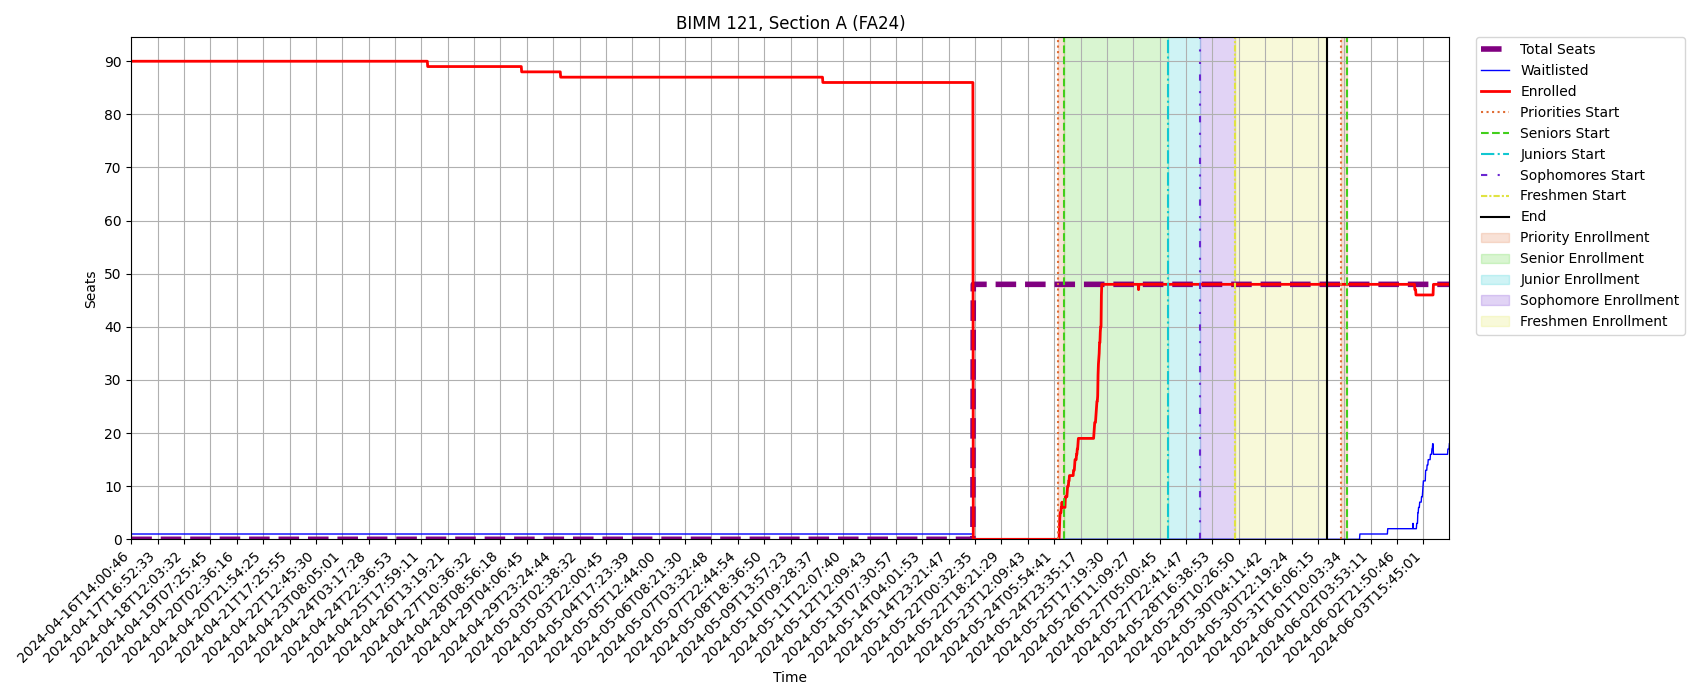 BIMM 121, Section A (FA24)
Seats
90
80
70
60
50
40
30
20
10
0
2024-04-16T14:00:46
2024-04-17T16:52:33
2024-04-18T12:03:32
2024-04-19T07:25:45
2024-04-20T02:36:16
2024-04-20T21:54:25
2024-04-21T17:25:55
2024-04-22T12:45:30
2024-04-23T08:05:01
2024-04-24T03:17:28
2024-04-24T22:36:53
2024-04-25T17:59:11
2024-04-26T13:19:21
2024-04-27T10:36:32
2024-04-28T08:56:18
2024-04-29T04:06:45
2024-04-29T23:24:44
2024-05-02T04:38:32
2024-05-03T22:00:45
2024-05-04T17:23:39
2024-05-05T12:44:00
2024-05-06T08:21:30
2024-05-07T03:32:48
2024-05-07T22:44:54
2024-05-08T18:36:50
2024-05-09T13:57:23
2024-05-10T09:28:37
2024-05-11T12:07:40
2024-05-12T12:09:43
2024-05-13T07:30:57
2024-05-14T04:01:53
2024-05-14T23:21:47
2024-05-22T00:32:35
2024-05-22T18:21:29
2024-05-23T12:09:43
2024-05-24T05:54:41
2024-05-24T23:35:17
2024-05-25T17:19:30
2024-05-26T11:09:27
2024-05-27T05:00:45
2024-05-27T22:41:47
2024-05-28T16:38:53
2024-05-29T10:26:50
2024-05-30T04:11:42
2024-05-30T22:19:24
2024-05-31T16:06:15
2024-06-01T10:03:34
2024-06-02T03:53:11
2024-06-02T21:50:46
2024-06-03T15:45:01
Time
Total Seats
Waitlisted
Enrolled
Priorities Start
Seniors Start
Juniors Start
Sophomores Start
Freshmen Start
End
Priority Enrollment
Senior Enrollment
Junior Enrollment
Sophomore Enrollment
Freshmen Enrollment